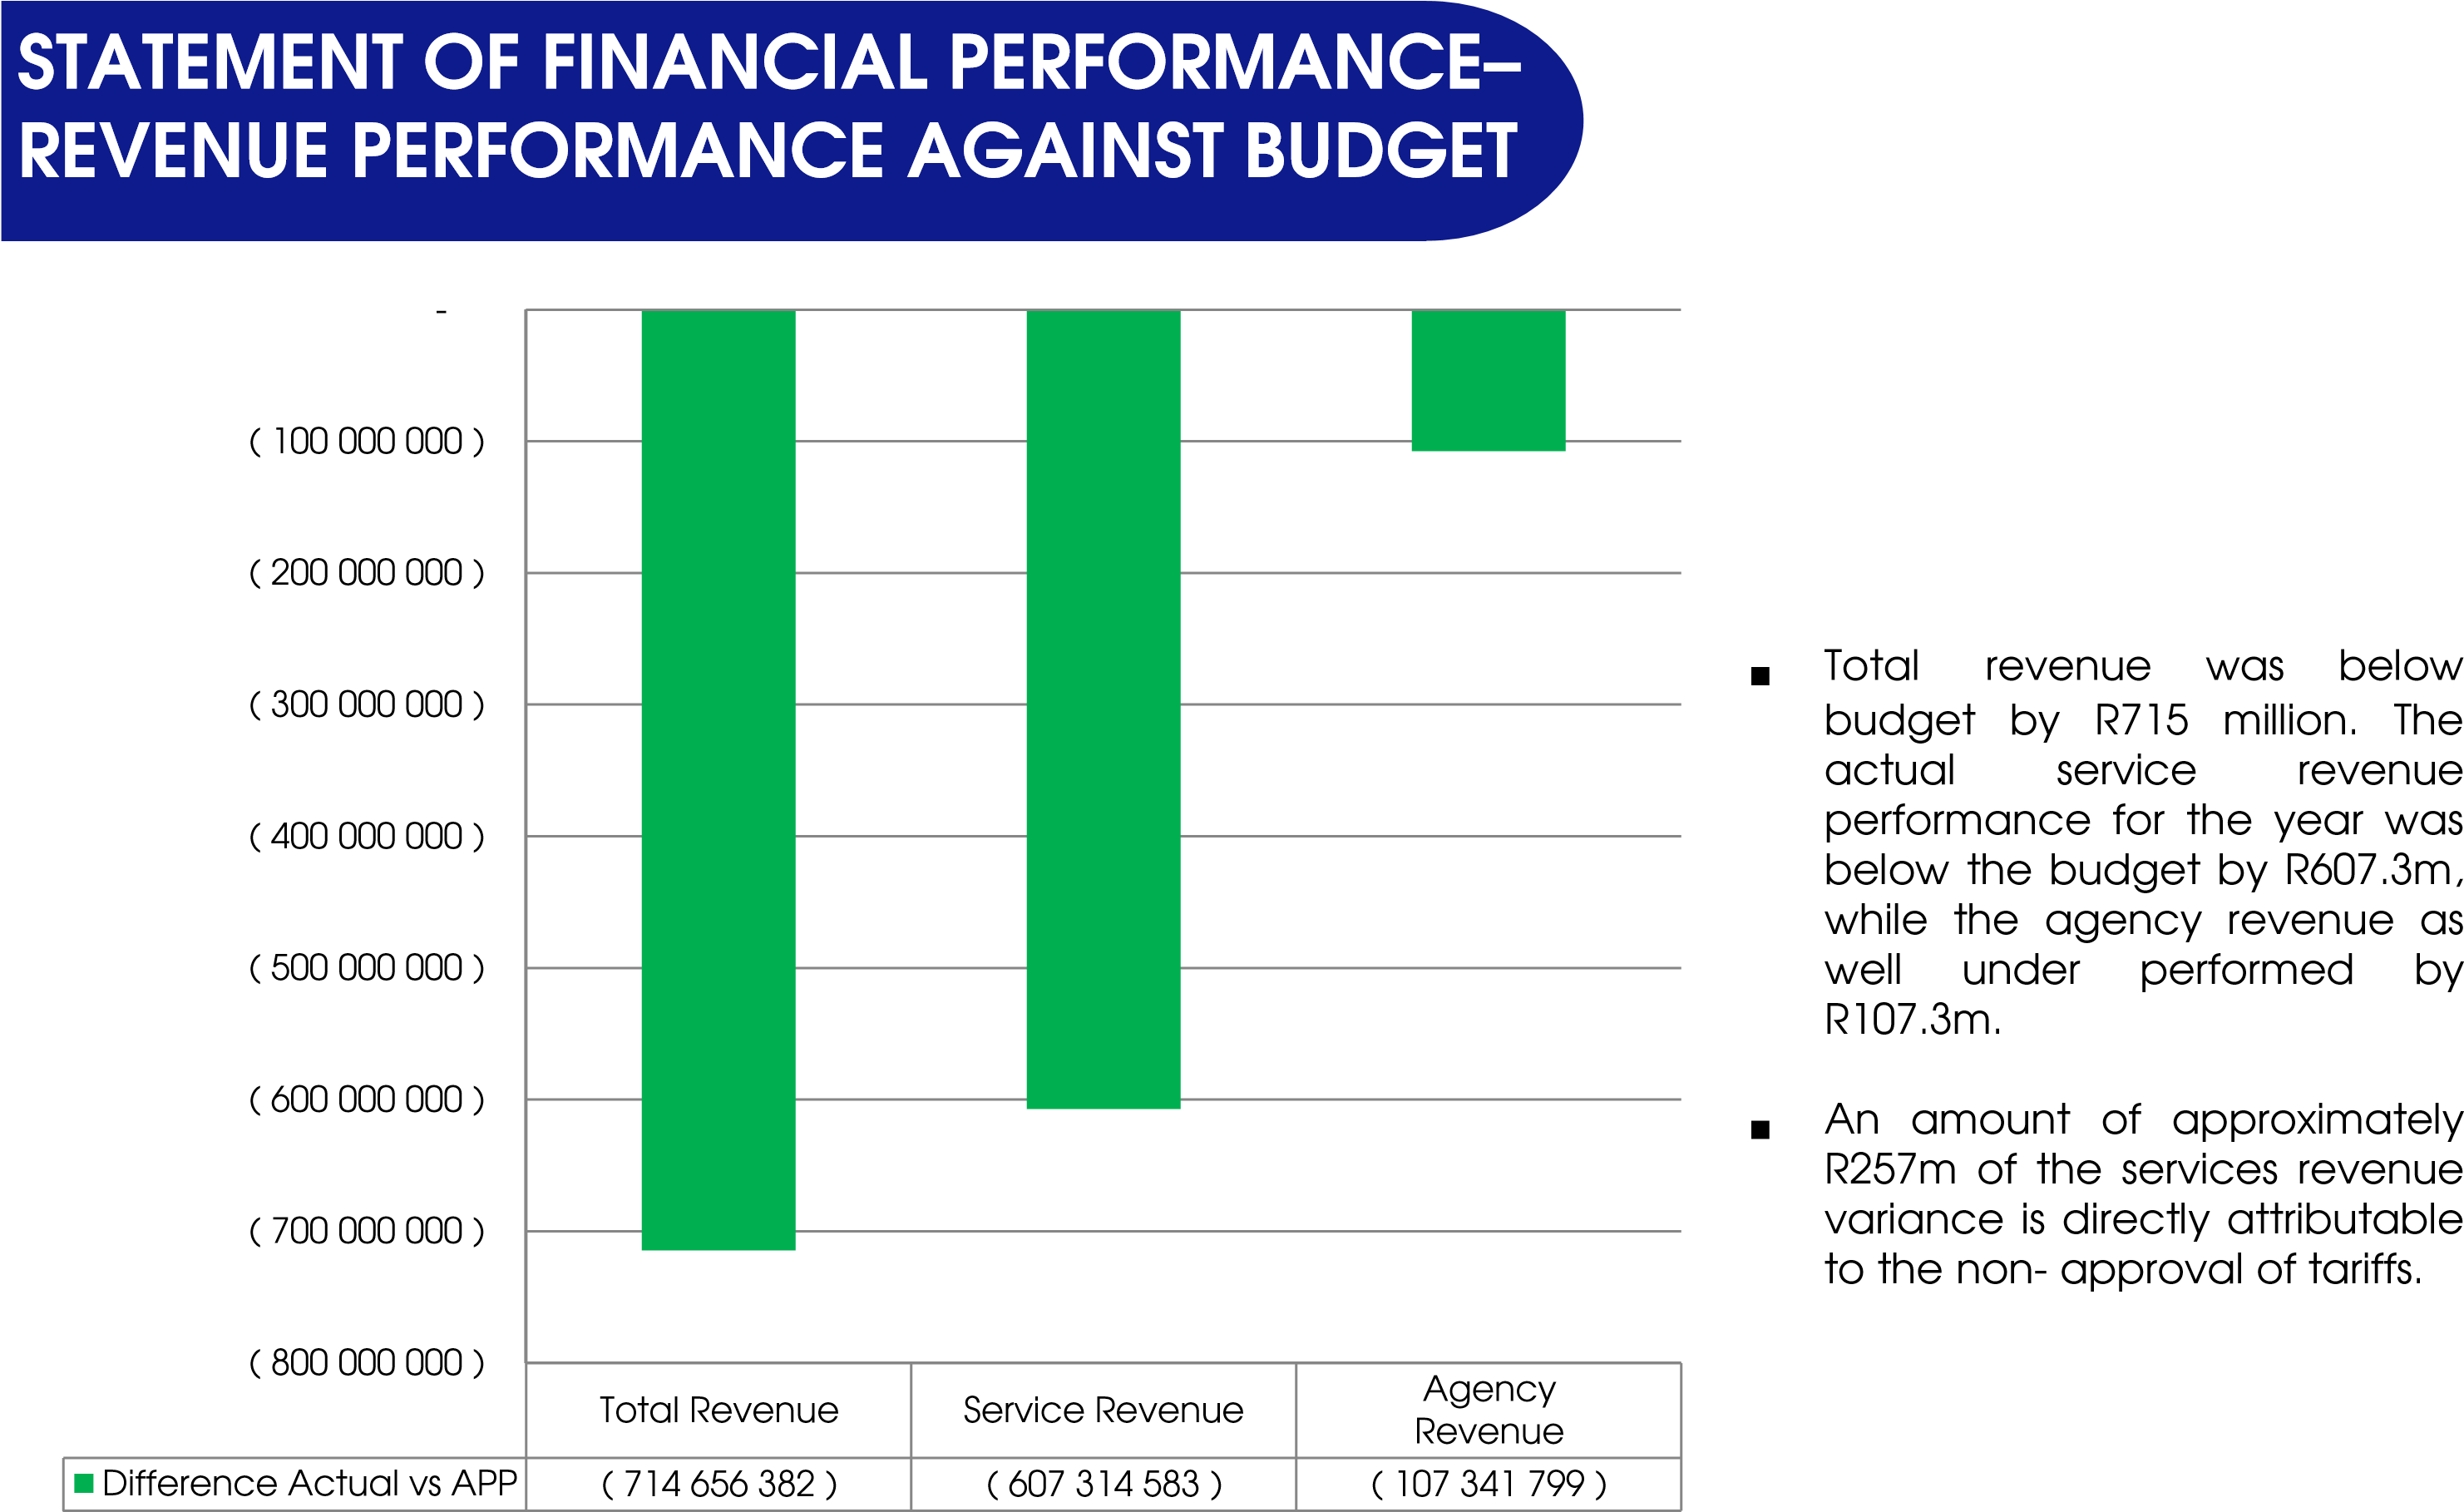 STATEMENT OF FINANCIAL PERFORMANCE–
REVENUE PERFORMANCE AGAINST BUDGET
-
( 100 000 000 )
( 200 000 000 )
( 300 000 000 )
( 400 000 000 )
( 500 000 000 )
( 600 000 000 )
( 700 000 000 )
( 800 000 000 )
Total Revenue
Service Revenue
Agency
Revenue
Difference Actual vs APP
( 714 656 382 )
( 607 314 583 )
( 107 341 799 )
■ Total revenue was below
budget by R715 million. The
actual service revenue
performance for the year was
below the budget by R607.3m,
while the agency revenue as
well under performed by
R107.3m.
■ An amount of approximately
R257m of the services revenue
variance is directly attributable
to the non- approval of tariffs.